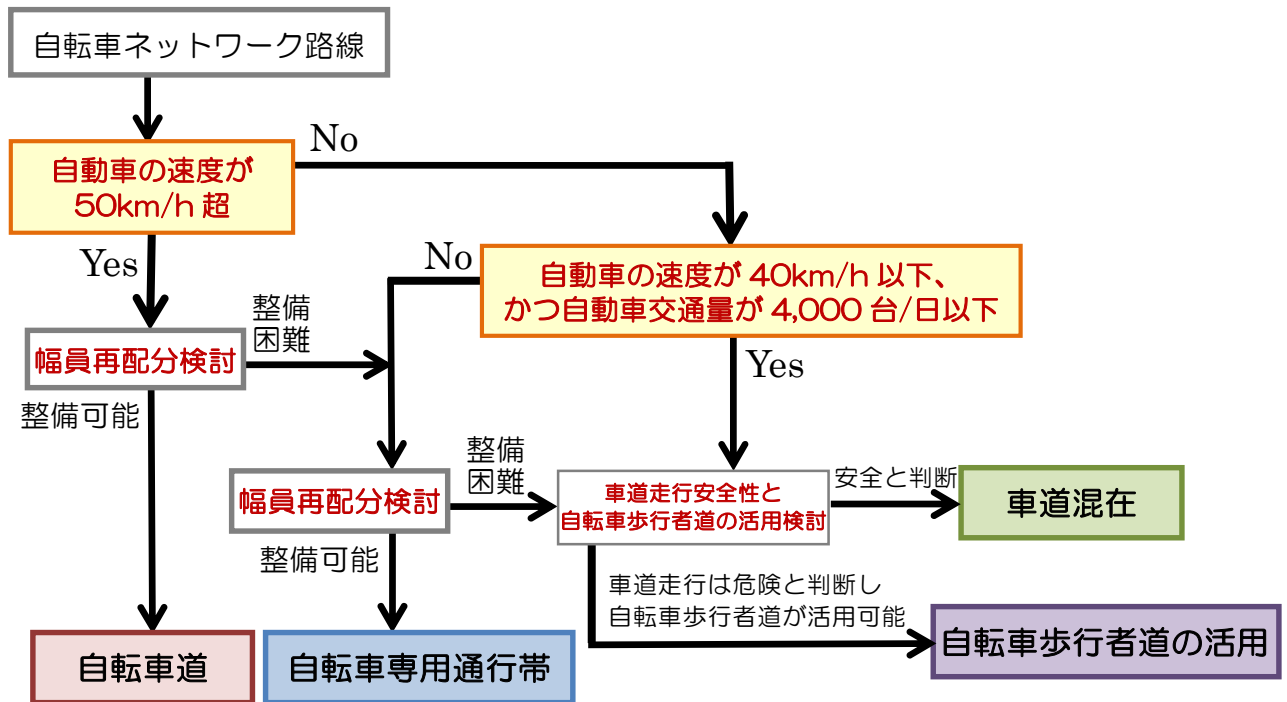 自転車ネットワーク路線
No
自動車の速度が
50km/h 超
Yes
No
自動車の速度が 40km/h 以下、
かつ自動車交通量が 4,000 台/日以下
整備
困難
幅員再配分検討
Yes
整備可能
整備
困難
幅員再配分検討
車道走行安全性と
自転車歩行者道の活用検討
安全と判断
車道混在
整備可能
車道走行は危険と判断し
自転車歩行者道が活用可能
自転車道
自転車専用通行帯
自転車歩行者道の活用